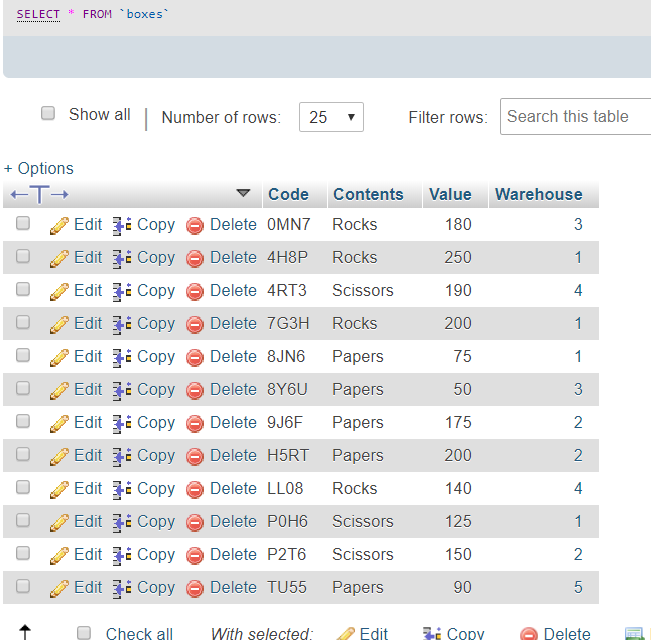 SELECT * FROM `boxes`
Show all | Number of rows: 25 Filter rows: Search this table
+ Options
Code Contents Value Warehouse
Edit Copy Delete 0MN7 Rocks 180 3
Edit Copy Delete 4H8P Rocks 250 1
Edit Copy Delete 4RT3 Scissors 190 4
Edit Copy Delete 7G3H Rocks 200 1
Edit Copy Delete 8JN6 Papers 75 1
Edit Copy Delete 8Y6U Papers 50 3
Edit Copy Delete 9J6F Papers 175 2
Edit Copy Delete H5RT Papers 200 2
Edit Copy Delete LL08 Rocks 140 4
Edit Copy Delete P0H6 Scissors 125 1
Edit Copy Delete P2T6 Scissors 150 2
Edit Copy Delete TU55 Papers 90 5
Check all With selected: Edit Copy Delete